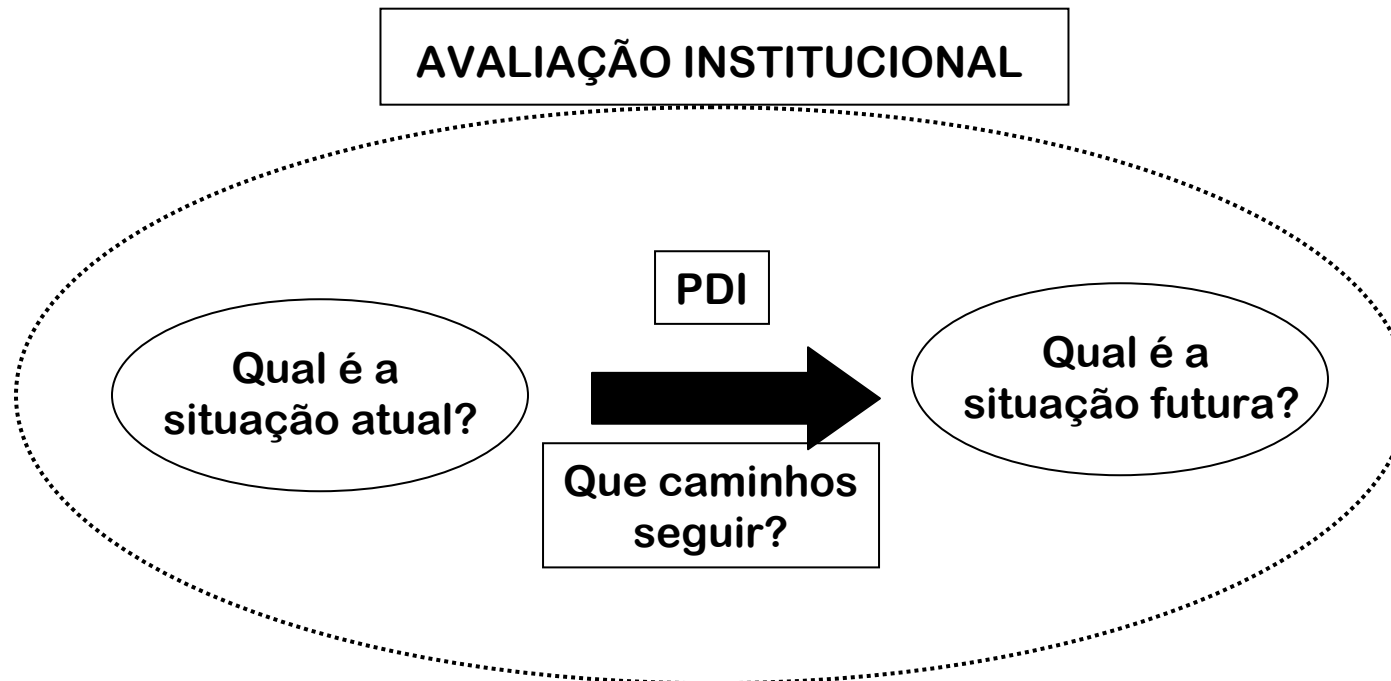 AVALIAÇÃO INSTITUCIONAL
PDI
Qual é a
situação atual?
Qual é a
situação futura?
Que caminhos
seguir?